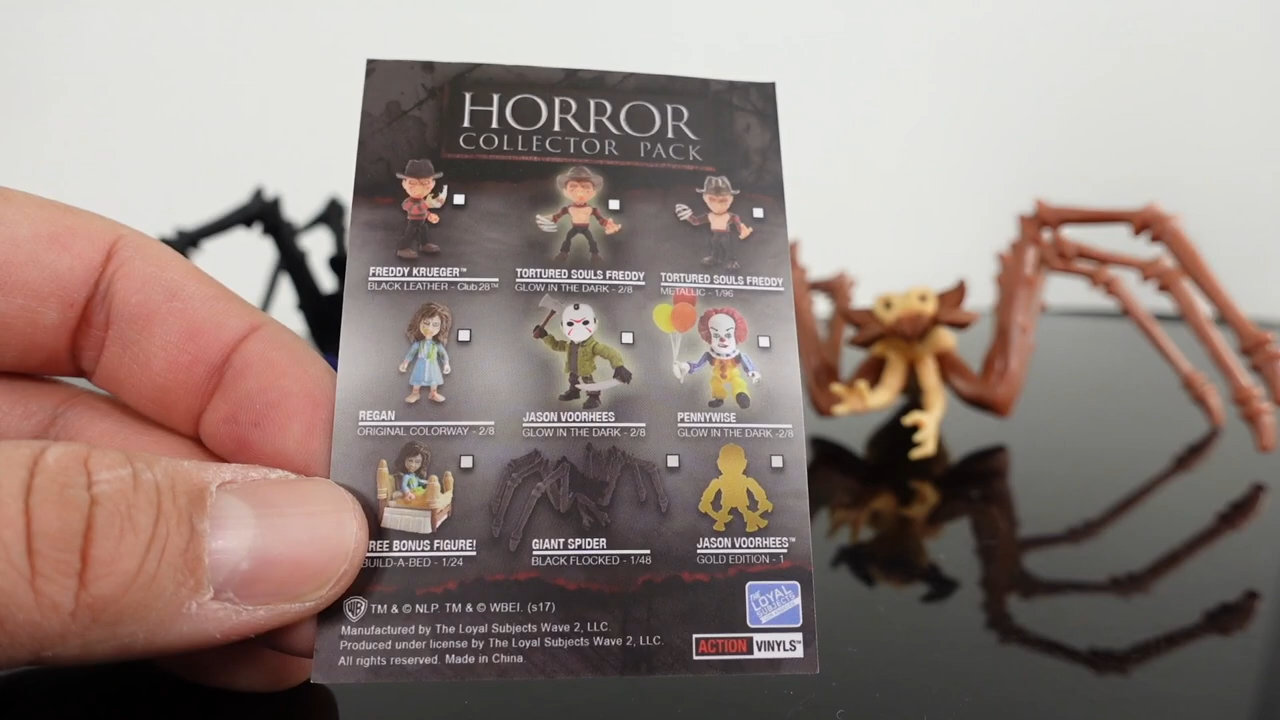 HORROR
COLLECTOR PACK
FREDDY KRUEGER™
BLACK LEATHER - Club 28™
TORTURED SOULS FREDDY
GLOW IN THE DARK - 2/8
TORTURED SOULS FREDDY
METALLIC - 1/96
REGAN
ORIGINAL COLORWAY - 2/8
JASON VOORHEES
GLOW IN THE DARK - 2/8
PENNYWISE
GLOW IN THE DARK -2/8
REE BONUS FIGURE!
BUILD-A-BED - 1/24
GIANT SPIDER
BLACK FLOCKED - 1/48
JASON VOORHEES™
GOLD EDITION - 1
WB TM & © NLP. TM & © WBEI. (s17)
Manufactured by The Loyal Subjects Wave 2, LLC.
Produced under license by The Loyal Subjects Wave 2, LLC.
All rights reserved. Made in China
THE
LOYAL
SUBJECTS
ACTION VINYLS™